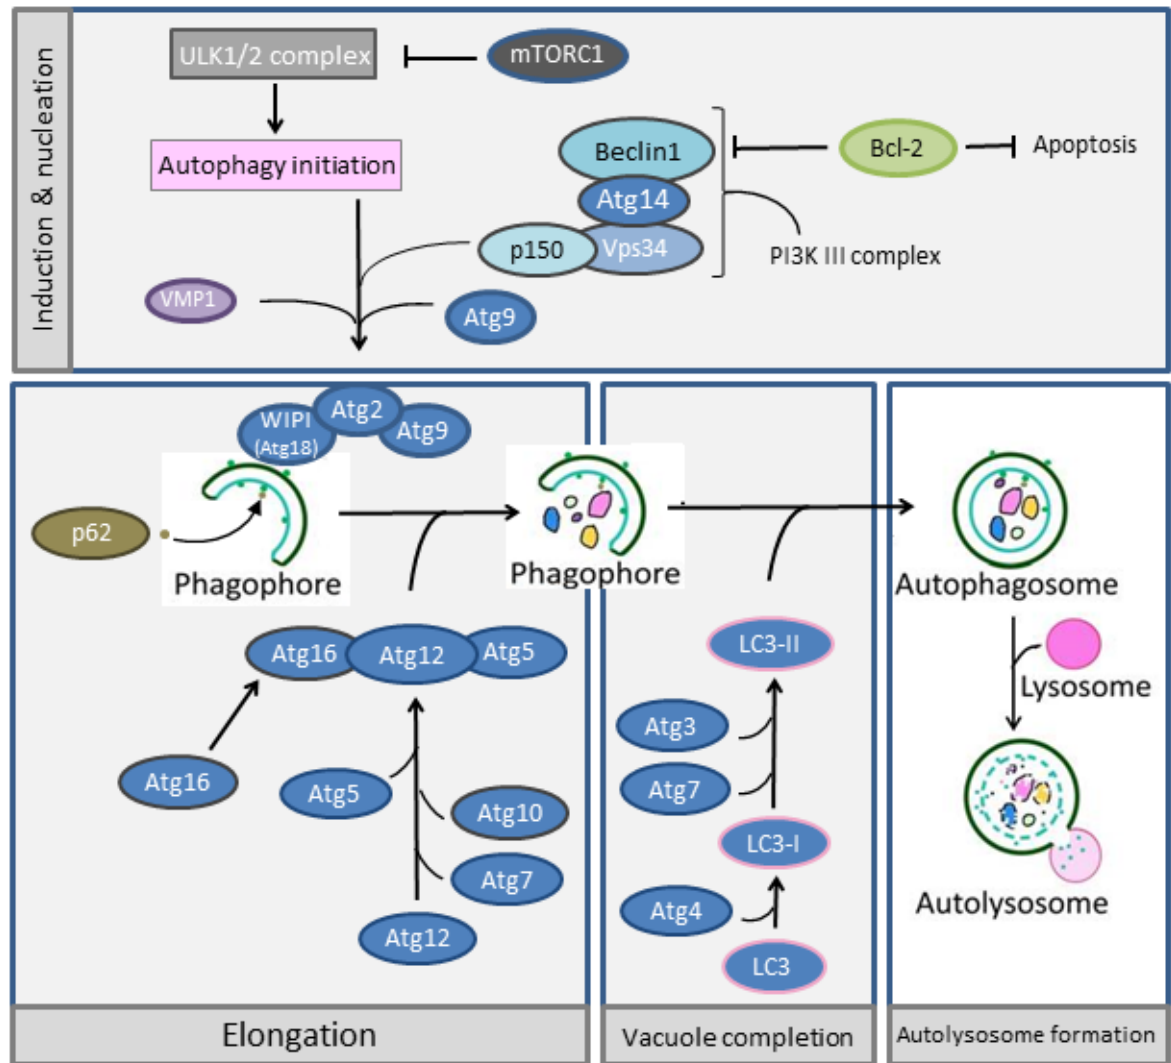 Induction & nucleation
ULK1/2 complex
mTORC1
Autophagy initiation
Beclin1
Bcl-2
Apoptosis
Atg14
p150
Vps34
PI3K III complex
VMP1
Atg9
WIPI
(Atg18)
Atg2
Atg9
p62
Phagophore
Phagophore
Autophagosome
Atg16
Atg12
Atg5
LC3-II
Lysosome
Atg16
Atg5
Atg10
Atg7
Atg12
Atg3
Atg7
LC3-I
Atg4
LC3
Autolysosome
Elongation
Vacuole completion
Autolysosome formation